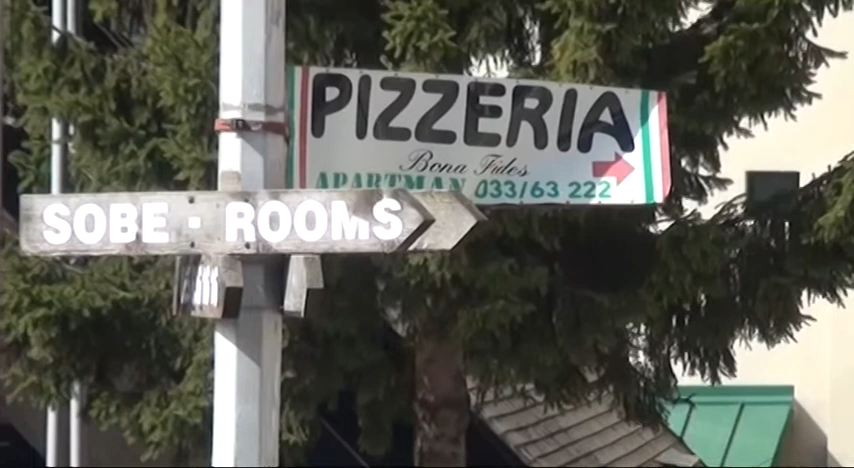 PIZZERIA
Bona Fides
APARTMAN 033/63 222
SOBE · ROOMS